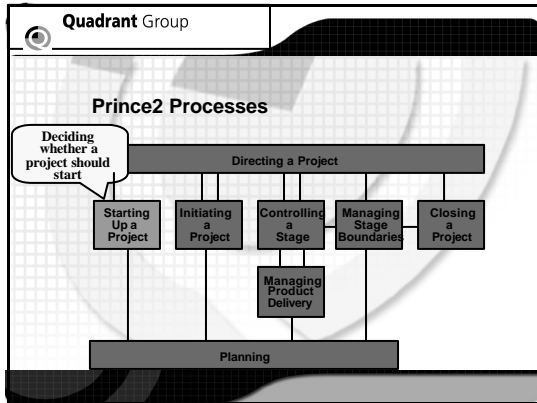 Quadrant Group
Prince2 Processes
Deciding
whether a
project should
start
Directing a Project
Starting
Up a
Project
Initiating
a
Project
Controlling
a
Stage
Managing
Stage
Boundaries
Closing
a
Project
Managing
Product
Delivery
Planning